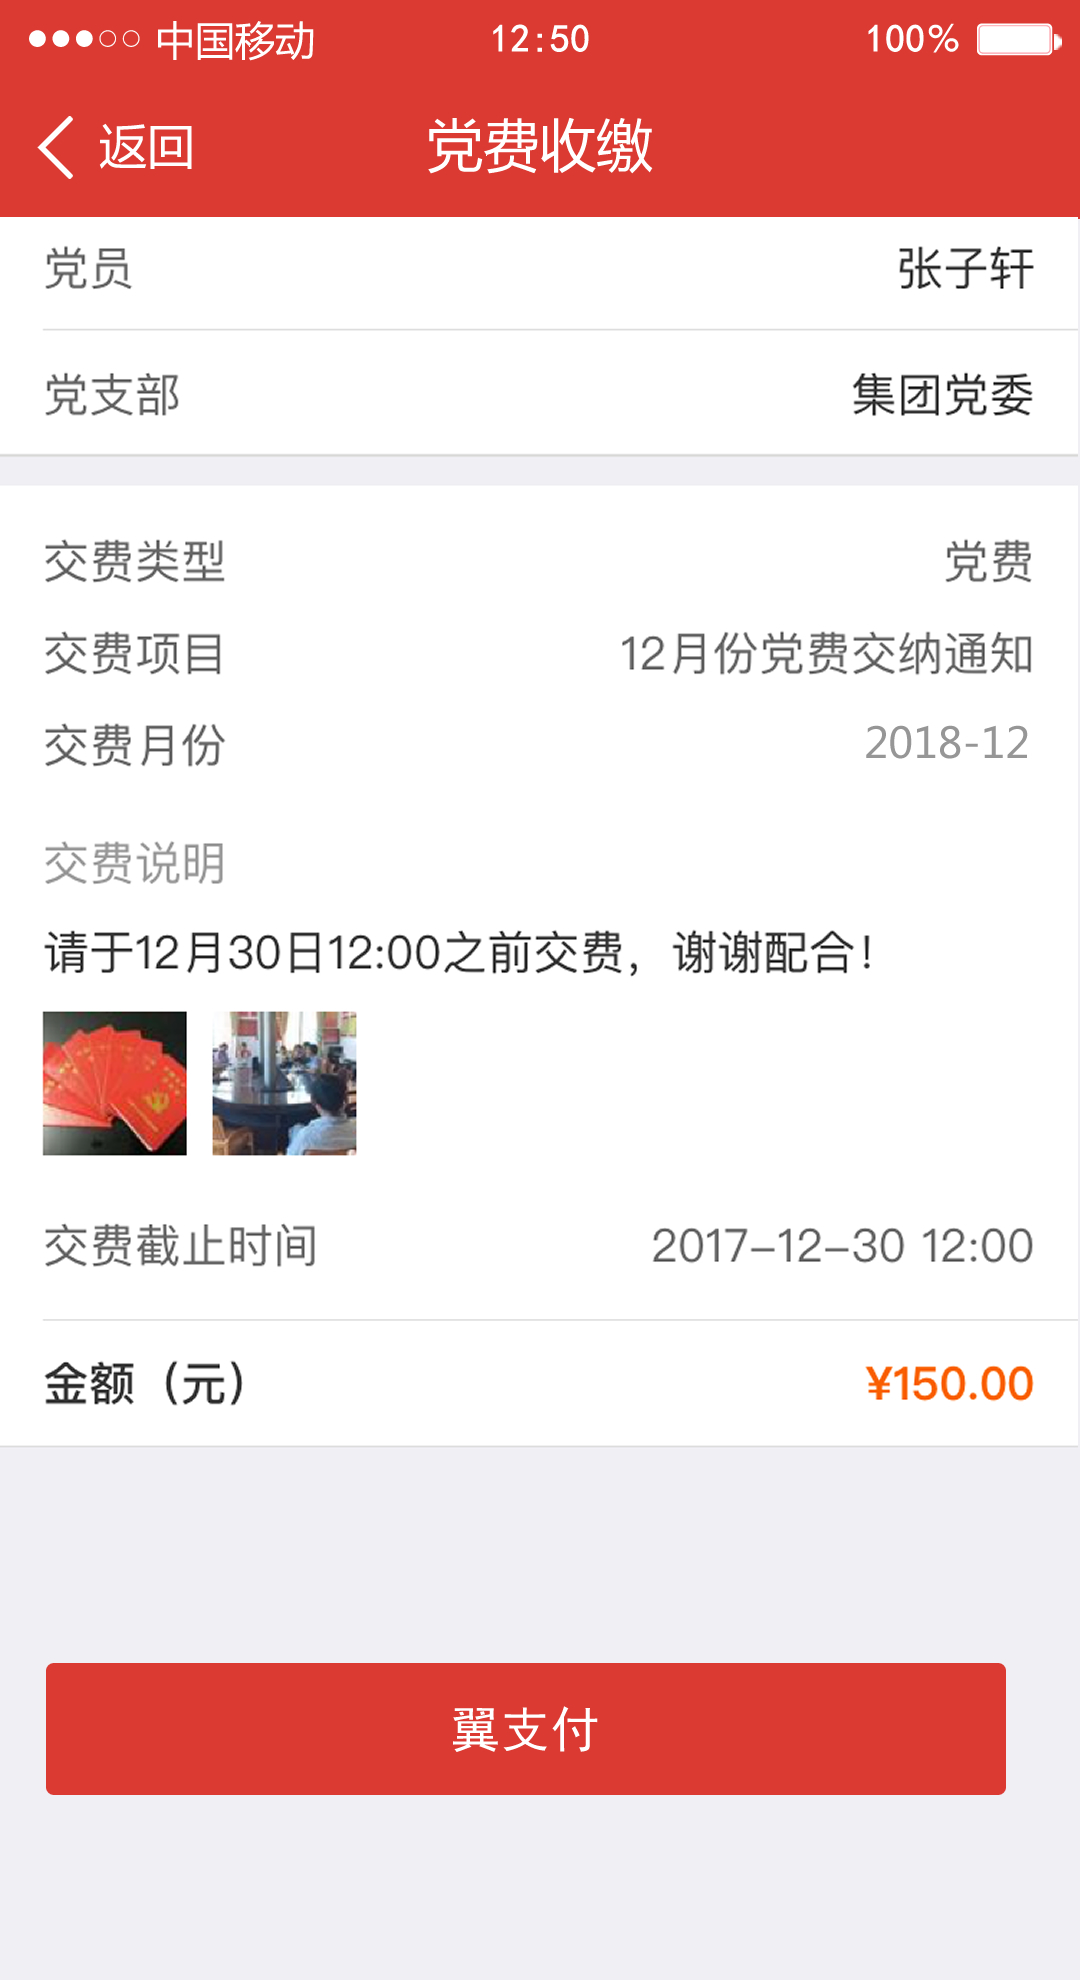 中国移动 12:50 100%
返回 党费收缴
党员 张子轩
党支部 集团党委
交费类型 党费
交费项目 12月份党费交纳通知
交费月份 2018-12
交费说明
请于12月30日12:00之前交费，谢谢配合！
交费截止时间 2017-12-30 12:00
金额（元） ¥150.00
翼支付